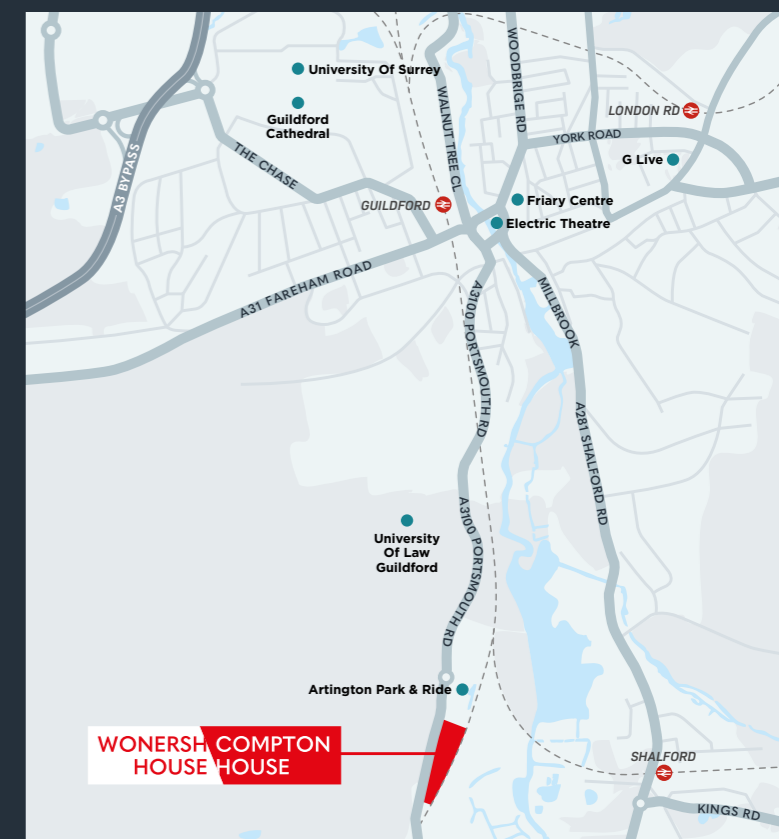 University Of Surrey
Guildford
Cathedral
WOODBRIGE RD
LONDON RD
YORK ROAD
WALNUT TREE CL
A3 BYPASS
THE CHASE
G Live
GUILDFORD
Friary Centre
Electric Theatre
A31 FAREHAM ROAD
A3100 PORTSMOUTH RD
MILLBROOK
A281 SHALFORD RD
A3100 PORTSMOUTH RD
University
Of Law
Guildford
Artington Park & Ride
WONERSH COMPTON
HOUSE HOUSE
SHALFORD
KINGS RD